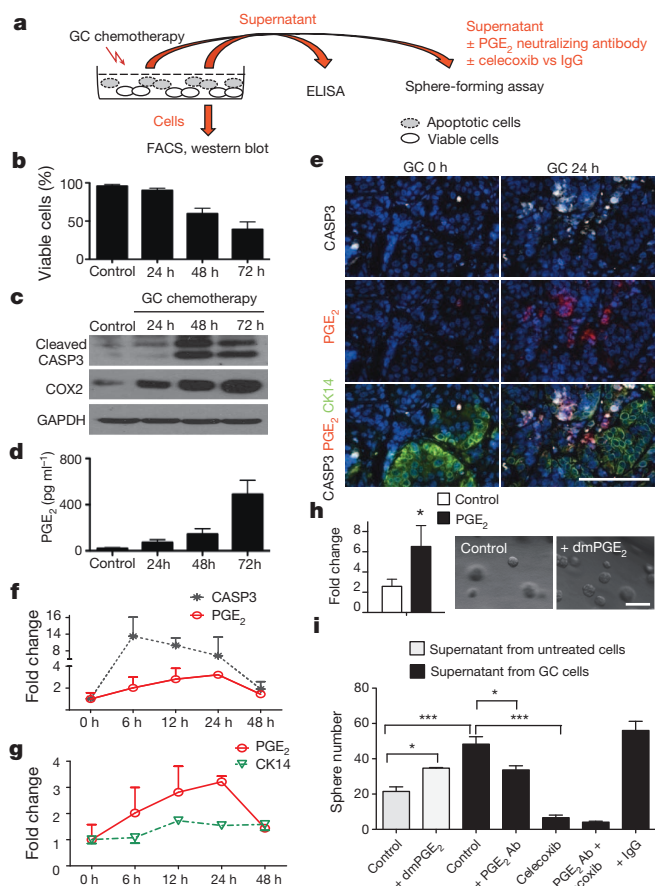 a
GC chemotherapy
Supernatant
Supernatant
± PGE2 neutralizing antibody
± celecoxib vs IgG
ELISA
Sphere-forming assay
Cells
FACS, western blot
Apoptotic cells
Viable cells
b
Viable cells (%)
100
50
0
Control 24 h 48 h 72 h
c
GC chemotherapy
Control 24 h 48 h 72 h
Cleaved
CASP3
COX2
GAPDH
d
PGE2 (pg ml−1)
800
400
0
Control 24h 48h 72h
e
GC 0 h GC 24 h
CASP3
PGE2
CASP3 PGE2 CK14
f
CASP3
PGE2
Fold change
16
14
8
2
0 h 6 h 12 h 24 h 48 h
g
PGE2
CK14
Fold change
4
3
2
1
0
0 h 6 h 12 h 24 h 48 h
h
Control
PGE2
Fold change
8
6
4
2
0
*
Control
+ dmPGE2
i
Supernatant from untreated cells
Supernatant from GC cells
Sphere number
80
60
40
20
0
***
*
*
***
Control
+ dmPGE2
Control
+ PGE2 Ab
Celecoxib
PGE2 Ab +
coxib
+ IgG